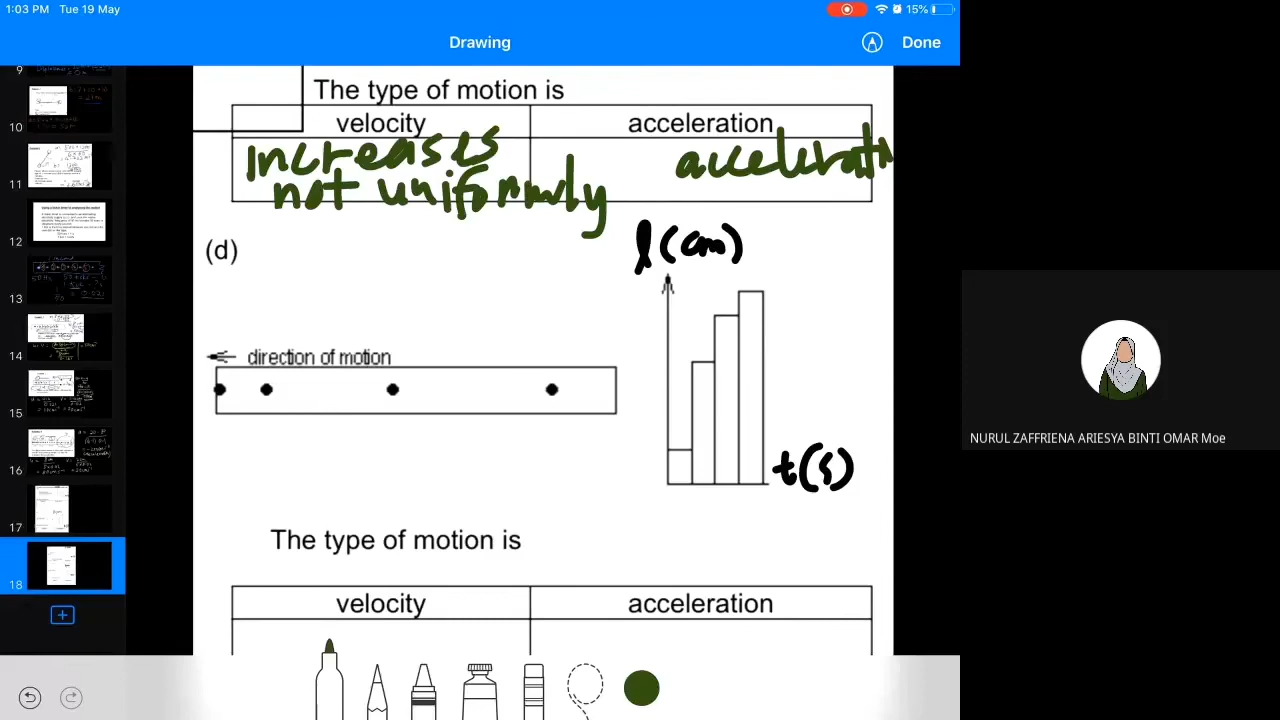 1:03 PM Tue 19 May
15%
Drawing
Done
9
10
11
12
13
14
15
16
17
18
The type of motion is
velocity
acceleration
increases
not uniformly
acceleratn
(d)
l(cm)
direction of motion
t(s)
The type of motion is
velocity
acceleration
NURUL ZAFFRIENA ARIESYA BINTI OMAR Moe